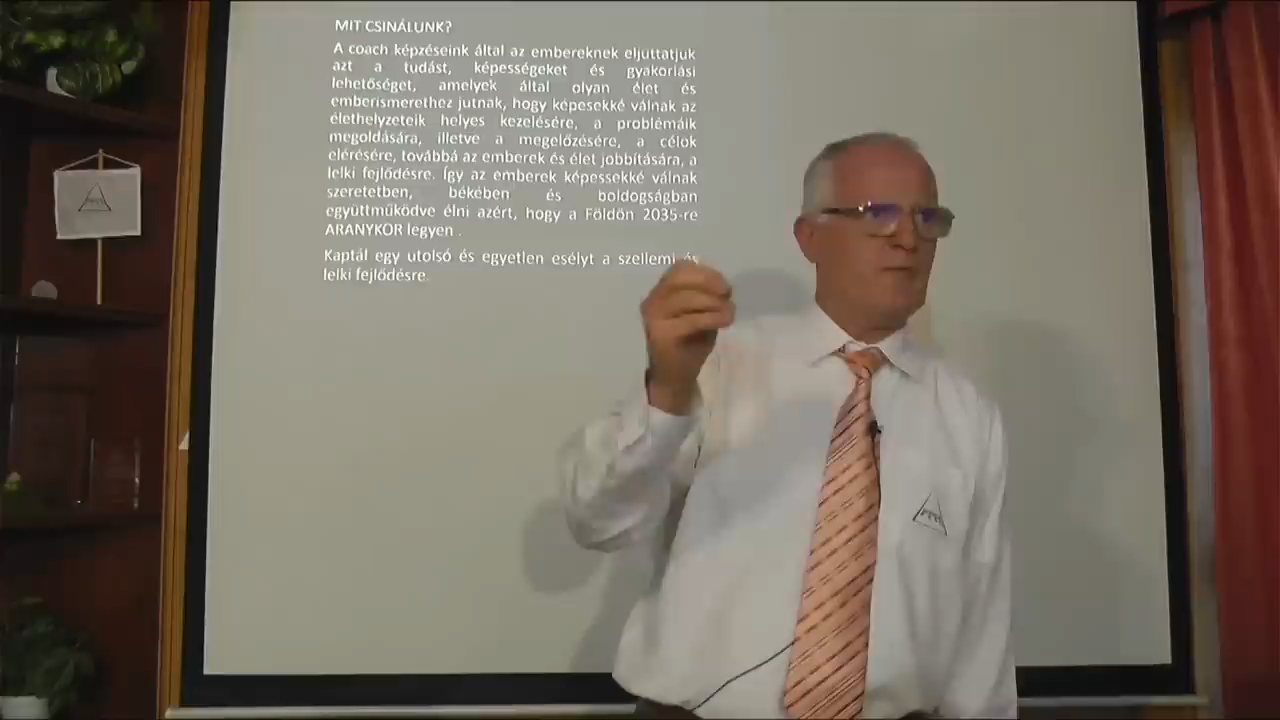 MIT CSINÁLUNK?
A coach képzéseink által az embereknek eljuttatjuk
azt a tudást, képességeket és gyakorlási
lehetőséget, amelyek által olyan élet és
emberismerethez jutnak, hogy képesekké válnak az
élethelyzeteik helyes kezelésére, a problémáik
megoldására, illetve a megelőzésére, a célok
elérésére, továbbá az emberek és élet jobbítására, a
lelki fejlődésre. Így az emberek képessekké válnak
szeretetben, békében és boldogságban
együttműködve élni azért, hogy a Földön 2035-re
ARANYKOR legyen .
Kaptál egy utolsó és egyetlen esélyt a szellemi és
lelki fejlődésre.